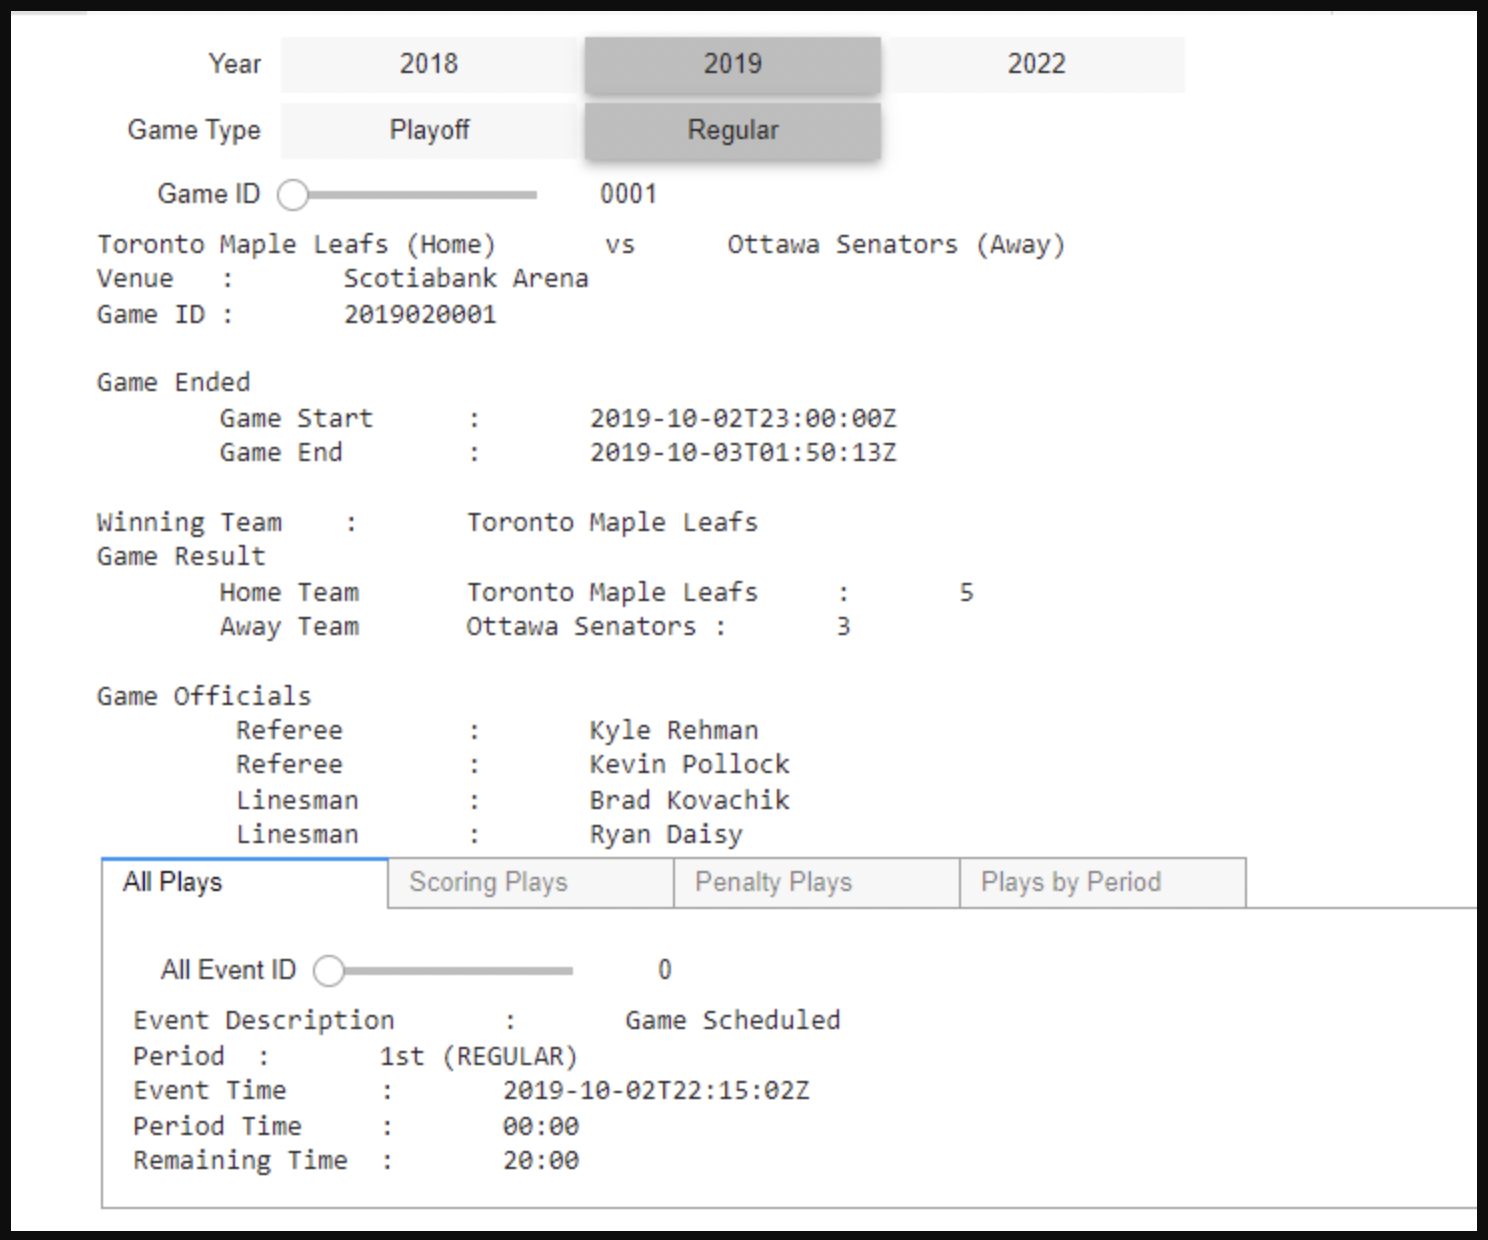 Year 2018 2019 2022
Game Type Playoff Regular
Game ID 0001
Toronto Maple Leafs (Home) vs Ottawa Senators (Away)
Venue : Scotiabank Arena
Game ID : 2019020001
Game Ended
Game Start : 2019-10-02T23:00:00Z
Game End : 2019-10-03T01:50:13Z
Winning Team : Toronto Maple Leafs
Game Result
Home Team Toronto Maple Leafs : 5
Away Team Ottawa Senators : 3
Game Officials
Referee : Kyle Rehman
Referee : Kevin Pollock
Linesman : Brad Kovachik
Linesman : Ryan Daisy
All Plays Scoring Plays Penalty Plays Plays by Period
All Event ID 0
Event Description : Game Scheduled
Period : 1st (REGULAR)
Event Time : 2019-10-02T22:15:02Z
Period Time : 00:00
Remaining Time : 20:00